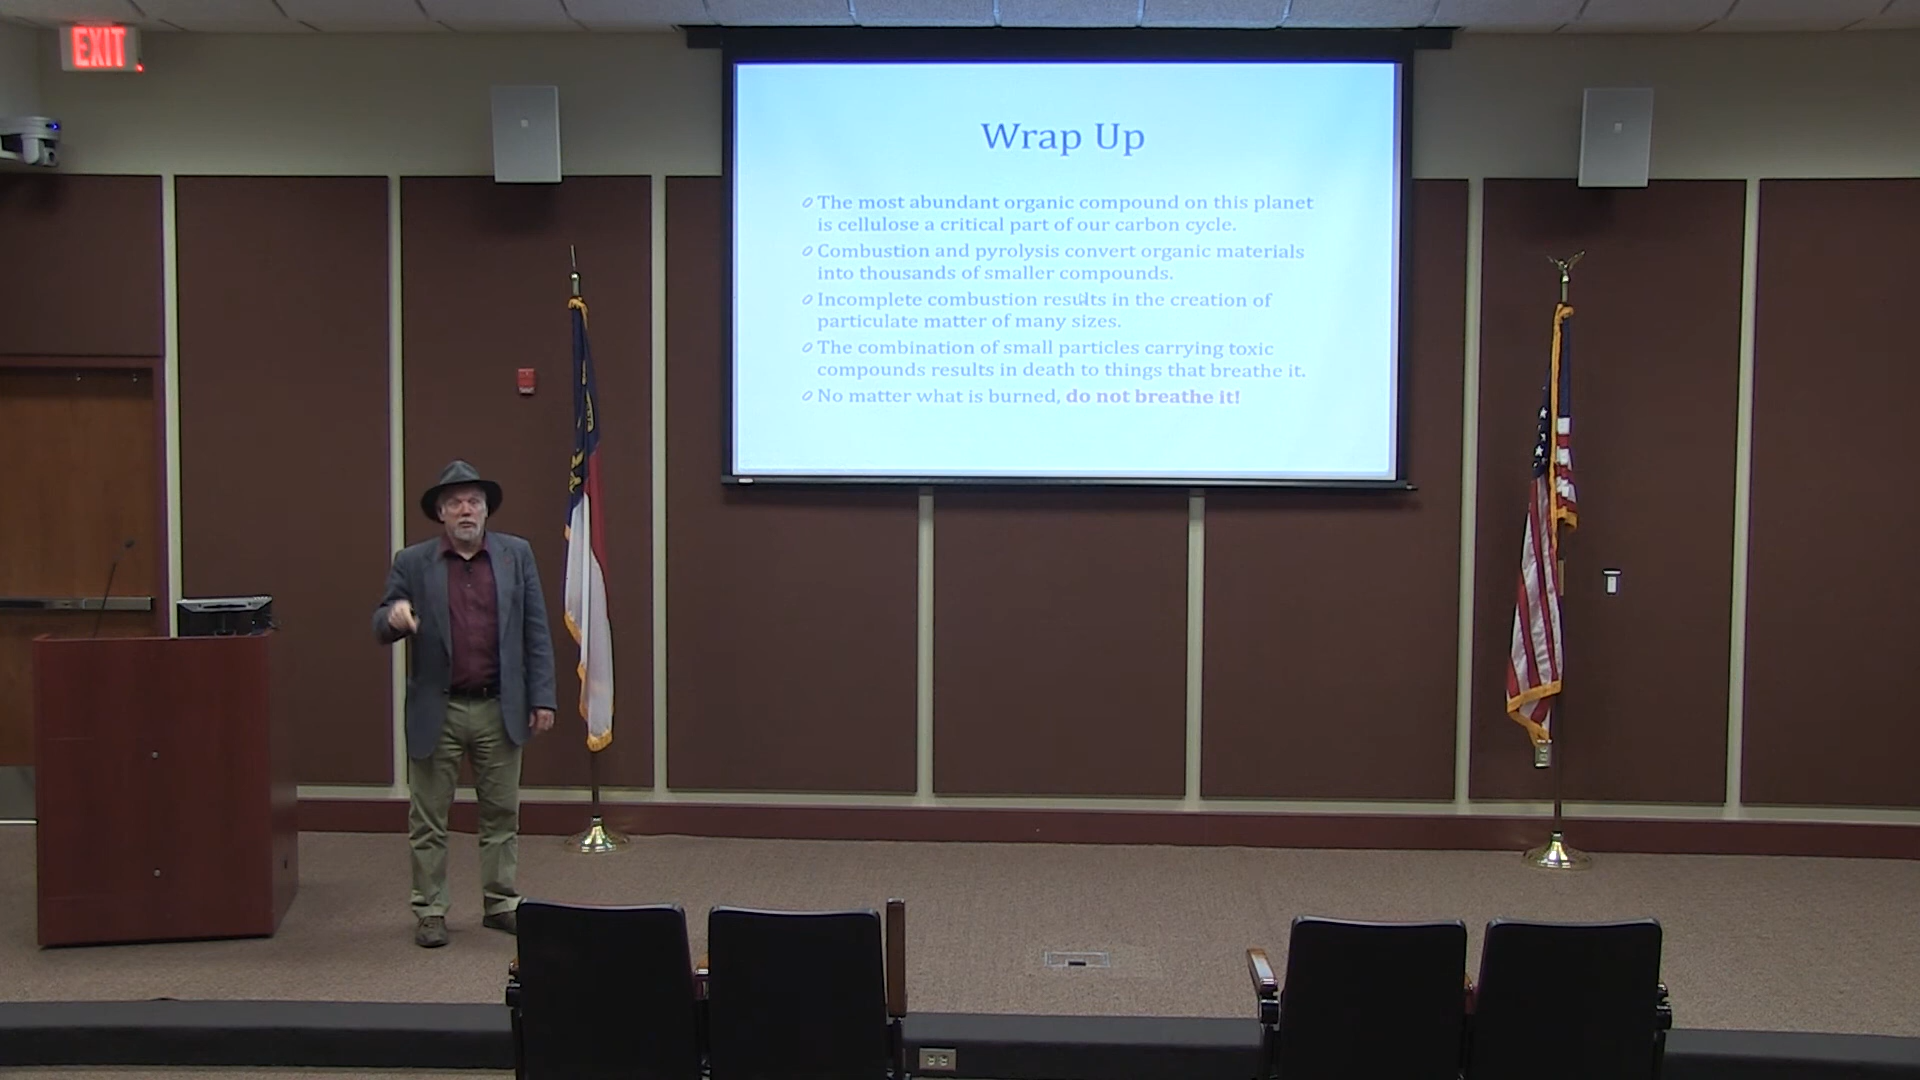 EXIT
Wrap Up
The most abundant organic compound on this planet
is cellulose a critical part of our carbon cycle.
Combustion and pyrolysis convert organic materials
into thousands of smaller compounds.
Incomplete combustion results in the creation of
particulate matter of many sizes.
The combination of small particles carrying toxic
compounds results in death to things that breathe it.
No matter what is burned, do not breathe it!